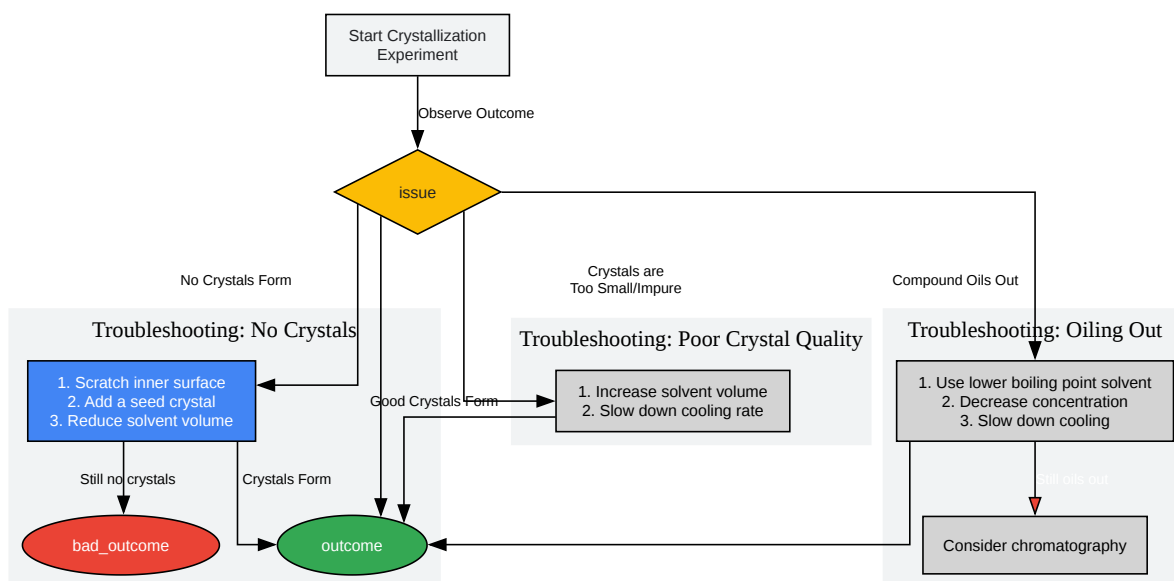 Start Crystallization
Experiment
Observe Outcome
issue
No Crystals Form
Crystals are
Too Small/Impure
Compound Oils Out
Troubleshooting: No Crystals
Troubleshooting: Poor Crystal Quality
Troubleshooting: Oiling Out
1. Scratch inner surface
2. Add a seed crystal
3. Reduce solvent volume
Good Crystals Form
1. Increase solvent volume
2. Slow down cooling rate
1. Use lower boiling point solvent
2. Decrease concentration
3. Slow down cooling
Still no crystals
Crystals Form
Still oils out
bad_outcome
outcome
Consider chromatography